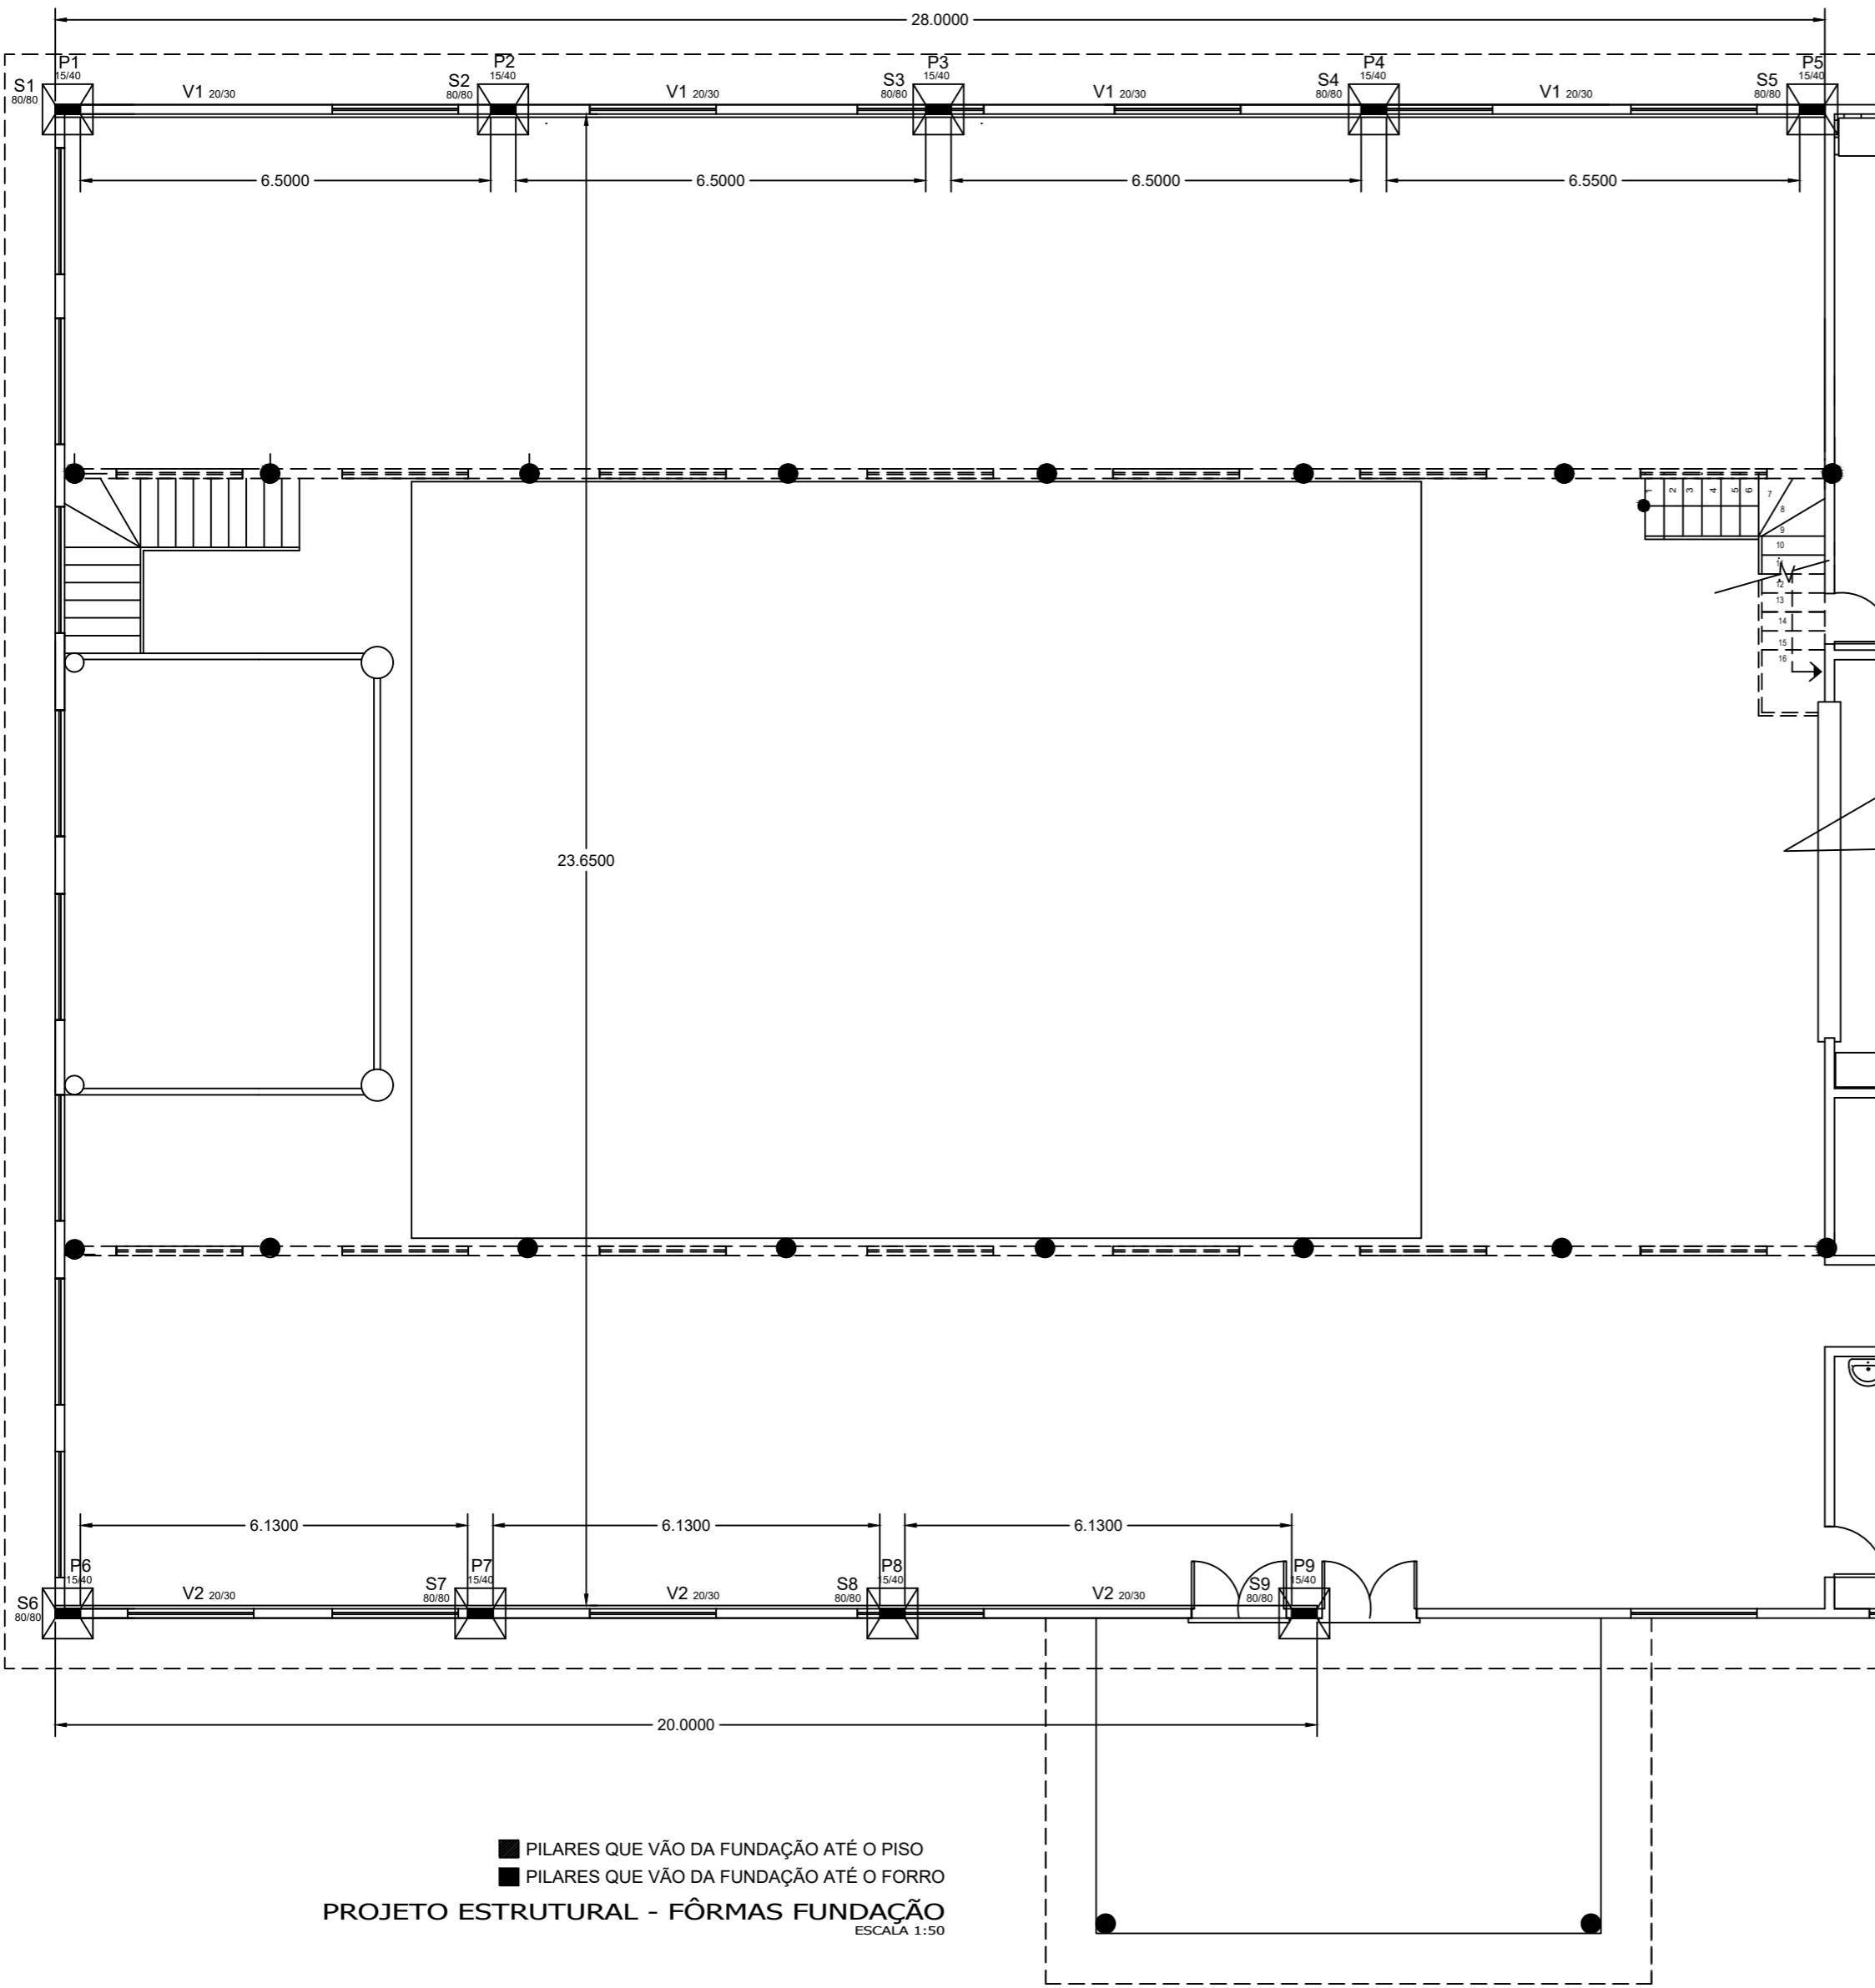 28.0000
P1
15/40
S1
80/80
V1 20/30
P2
15/40
S2
80/80
V1 20/30
P3
15/40
S3
80/80
V1 20/30
P4
15/40
S4
80/80
V1 20/30
P5
15/40
S5
80/80
6.5000
6.5000
6.5000
6.5500
1
2
3
4
5
6
7
8
9
10
11
12
13
14
15
16
23.6500
6.1300
6.1300
6.1300
P6
15/40
S6
80/80
V2 20/30
P7
15/40
S7
80/80
V2 20/30
P8
15/40
S8
80/80
V2 20/30
P9
15/40
S9
80/80
20.0000
PILARES QUE VÃO DA FUNDAÇÃO ATÉ O PISO
PILARES QUE VÃO DA FUNDAÇÃO ATÉ O FORRO
PROJETO ESTRUTURAL - FÔRMAS FUNDAÇÃO
ESCALA 1:50